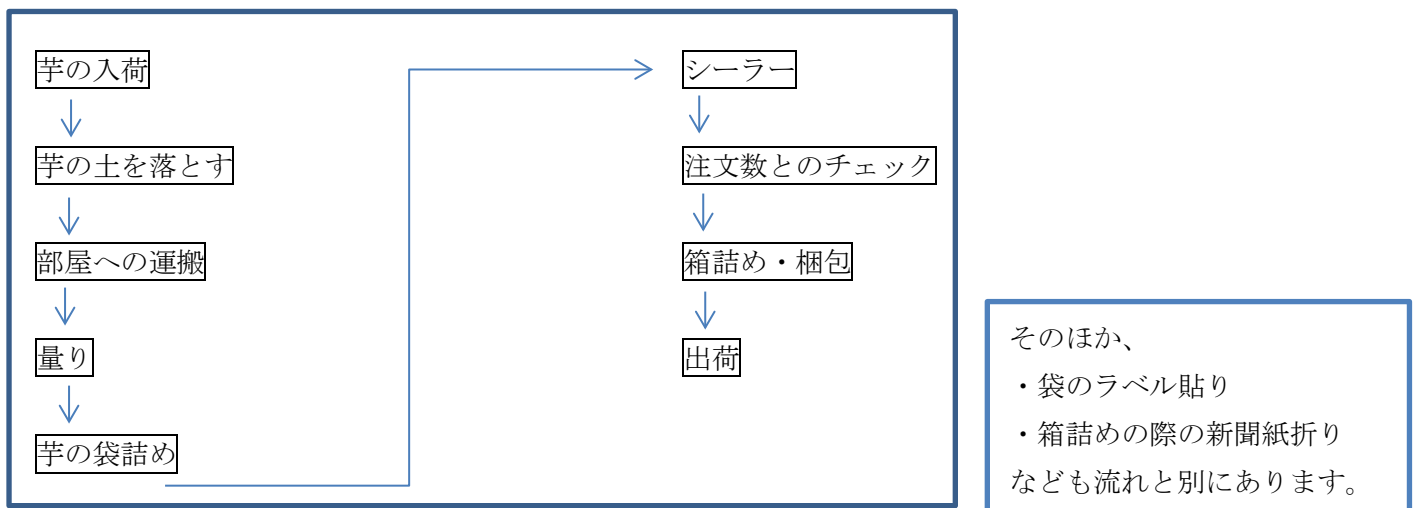 芋の入荷
芋の土を落とす
部屋への運搬
量り
芋の袋詰め
シーラー
注文数とのチェック
箱詰め・梱包
出荷
そのほか、
・袋のラベル貼り
・箱詰めの際の新聞紙折り
なども流れと別にあります。